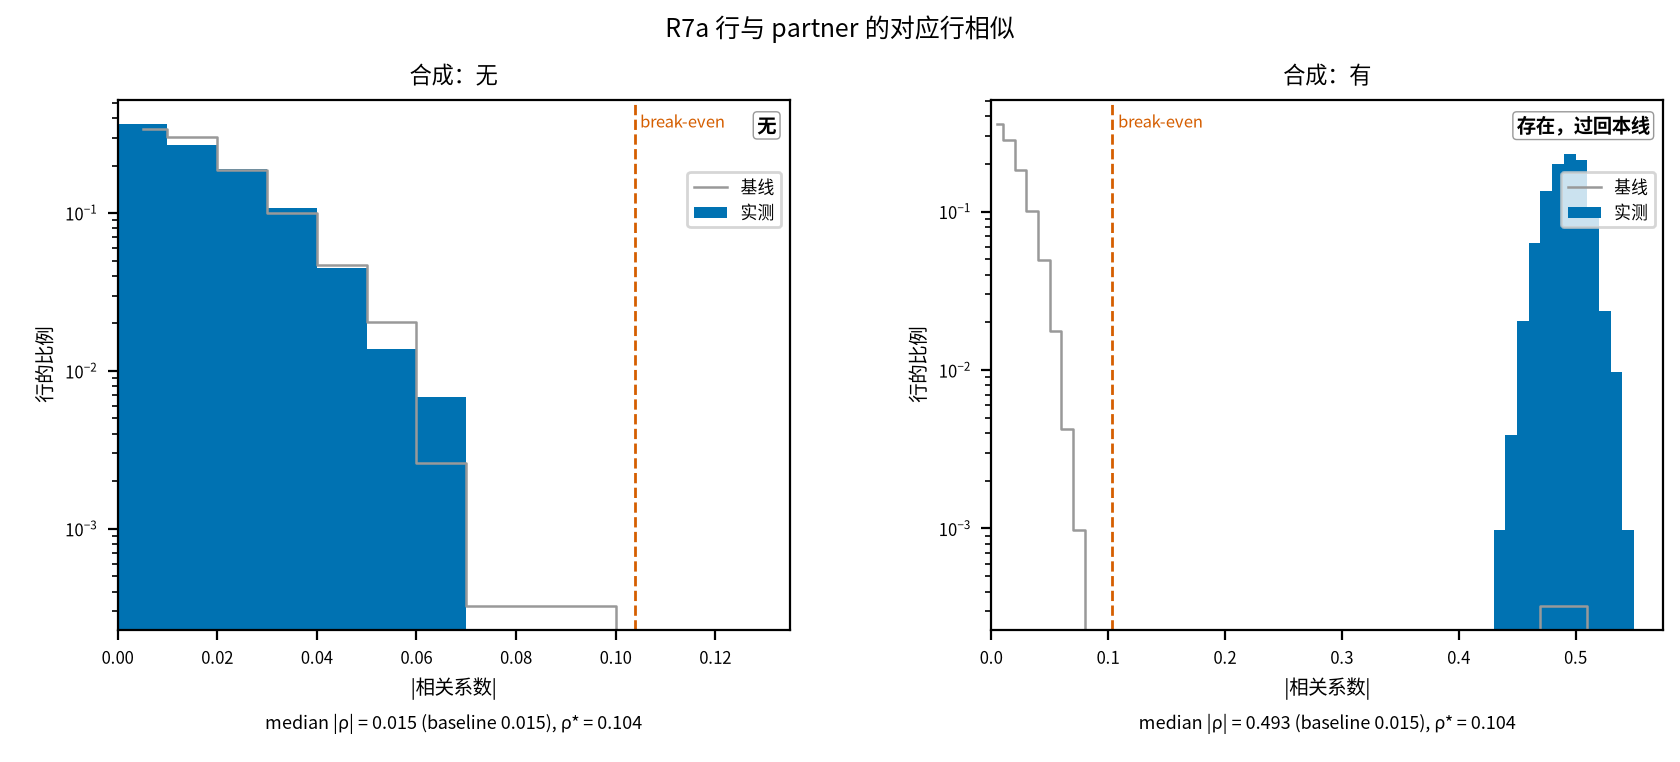 R7a 行与 partner 的对应行相似
合成：无
break-even
无
基线
实测
行的比例
10⁻¹
10⁻²
10⁻³
0.00 0.02 0.04 0.06 0.08 0.10 0.12
|相关系数|
median |ρ| = 0.015 (baseline 0.015), ρ* = 0.104
合成：有
break-even
存在，过回本线
基线
实测
行的比例
10⁻¹
10⁻²
10⁻³
0.0 0.1 0.2 0.3 0.4 0.5
|相关系数|
median |ρ| = 0.493 (baseline 0.015), ρ* = 0.104